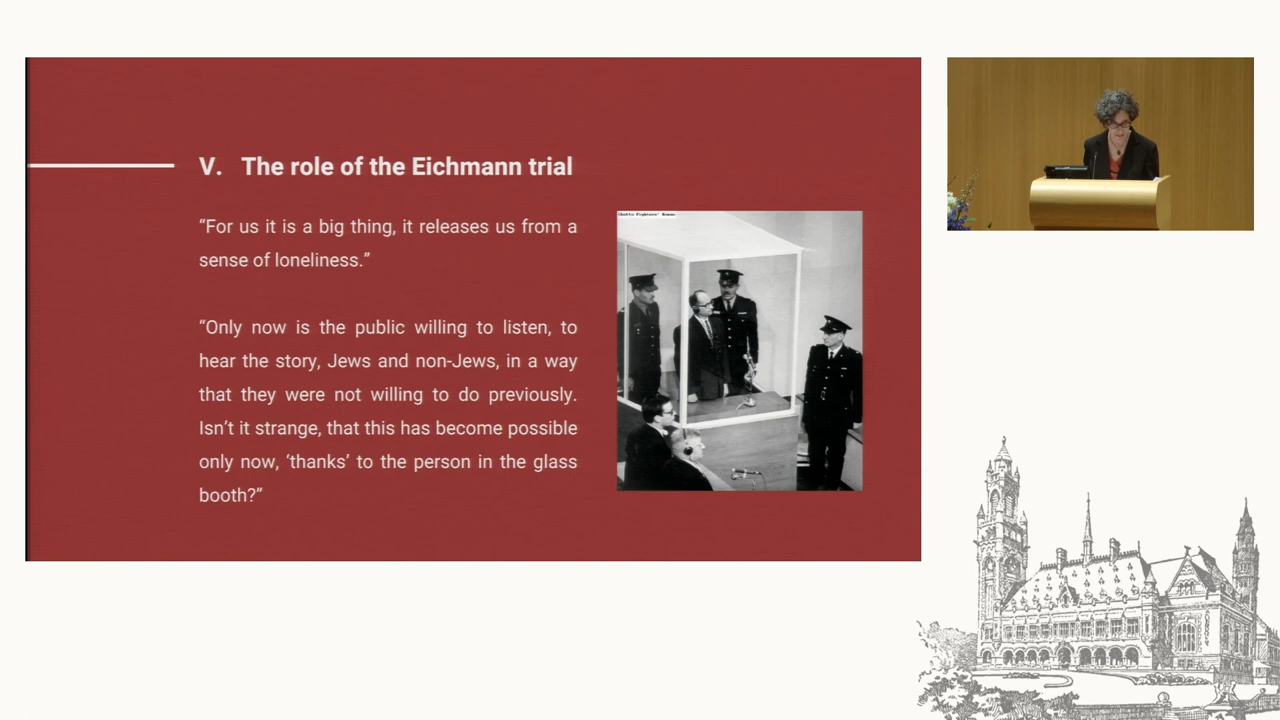 V. The role of the Eichmann trial
“For us it is a big thing, it releases us from a
sense of loneliness.”
“Only now is the public willing to listen, to
hear the story, Jews and non-Jews, in a way
that they were not willing to do previously.
Isn’t it strange, that this has become possible
only now, ‘thanks’ to the person in the glass
booth?”
Ghetto Fighters' House